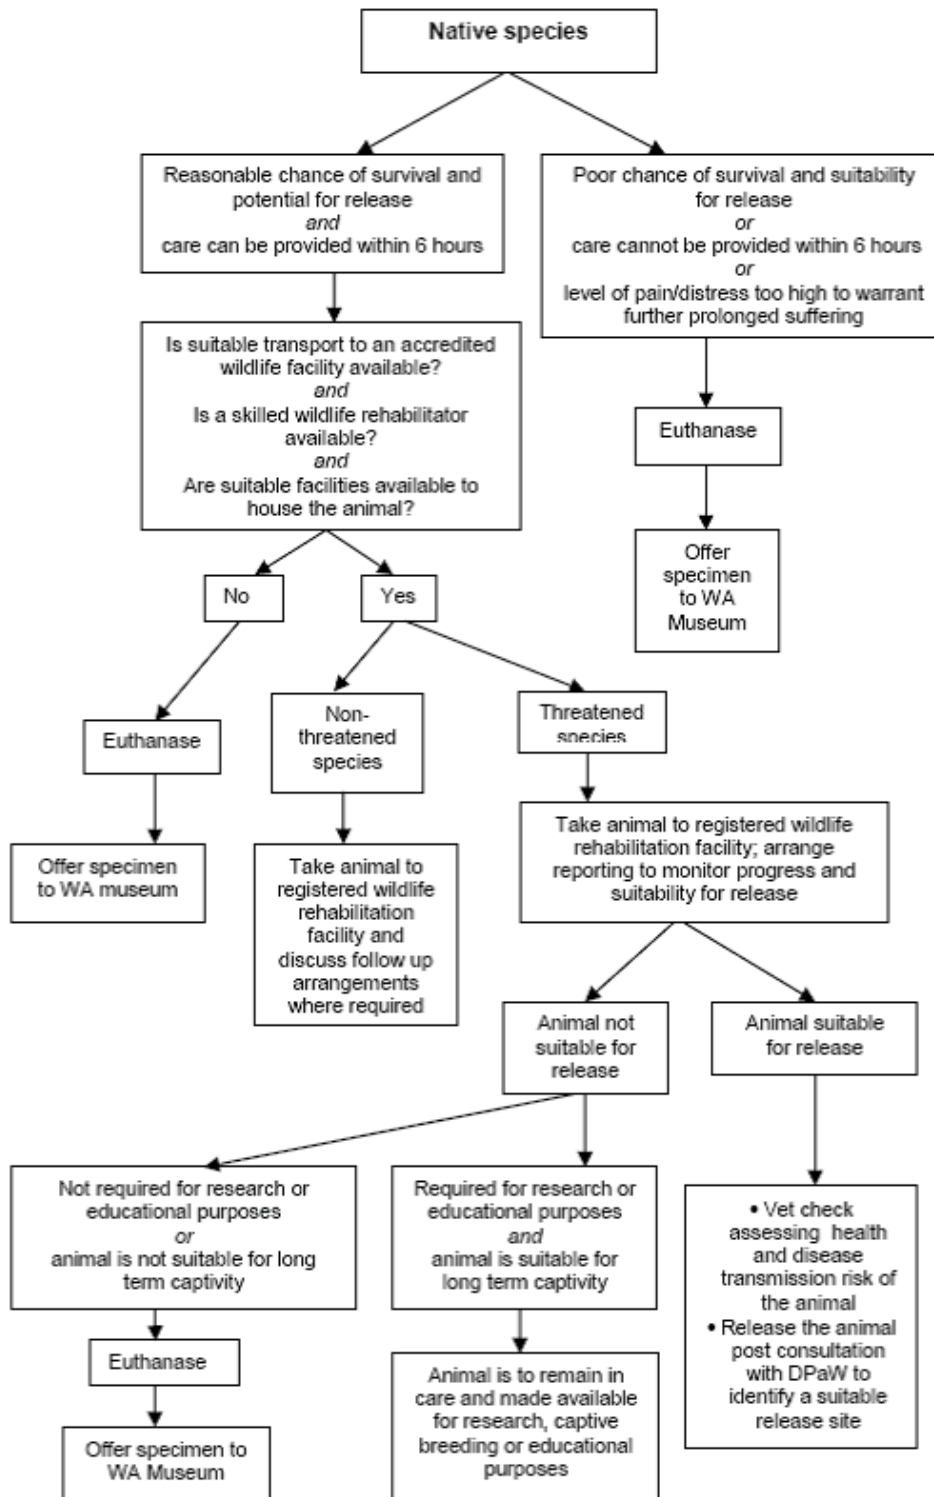 Native species
Reasonable chance of survival and
potential for release
and
care can be provided within 6 hours
Poor chance of survival and suitability
for release
or
care cannot be provided within 6 hours
or
level of pain/distress too high to warrant
further prolonged suffering
Is suitable transport to an accredited
wildlife facility available?
and
Is a skilled wildlife rehabilitator
available?
and
Are suitable facilities available to
house the animal?
Euthanase
Offer
specimen
to WA
Museum
No
Yes
Euthanase
Non-
threatened
species
Threatened
species
Offer specimen
to WA museum
Take animal to
registered wildlife
rehabilitation
facility and
discuss follow up
arrangements
where required
Take animal to registered wildlife
rehabilitation facility; arrange
reporting to monitor progress and
suitability for release
Animal not
suitable for
release
Animal suitable
for release
Not required for research or
educational purposes
or
animal is not suitable for long
term captivity
Required for research or
educational purposes
and
animal is suitable for
long term captivity
• Vet check
assessing health
and disease
transmission risk of
the animal
• Release the animal
post consultation
with DPaW to
identify a suitable
release site
Euthanase
Offer specimen to
WA Museum
Animal is to remain in
care and made available
for research, captive
breeding or educational
purposes